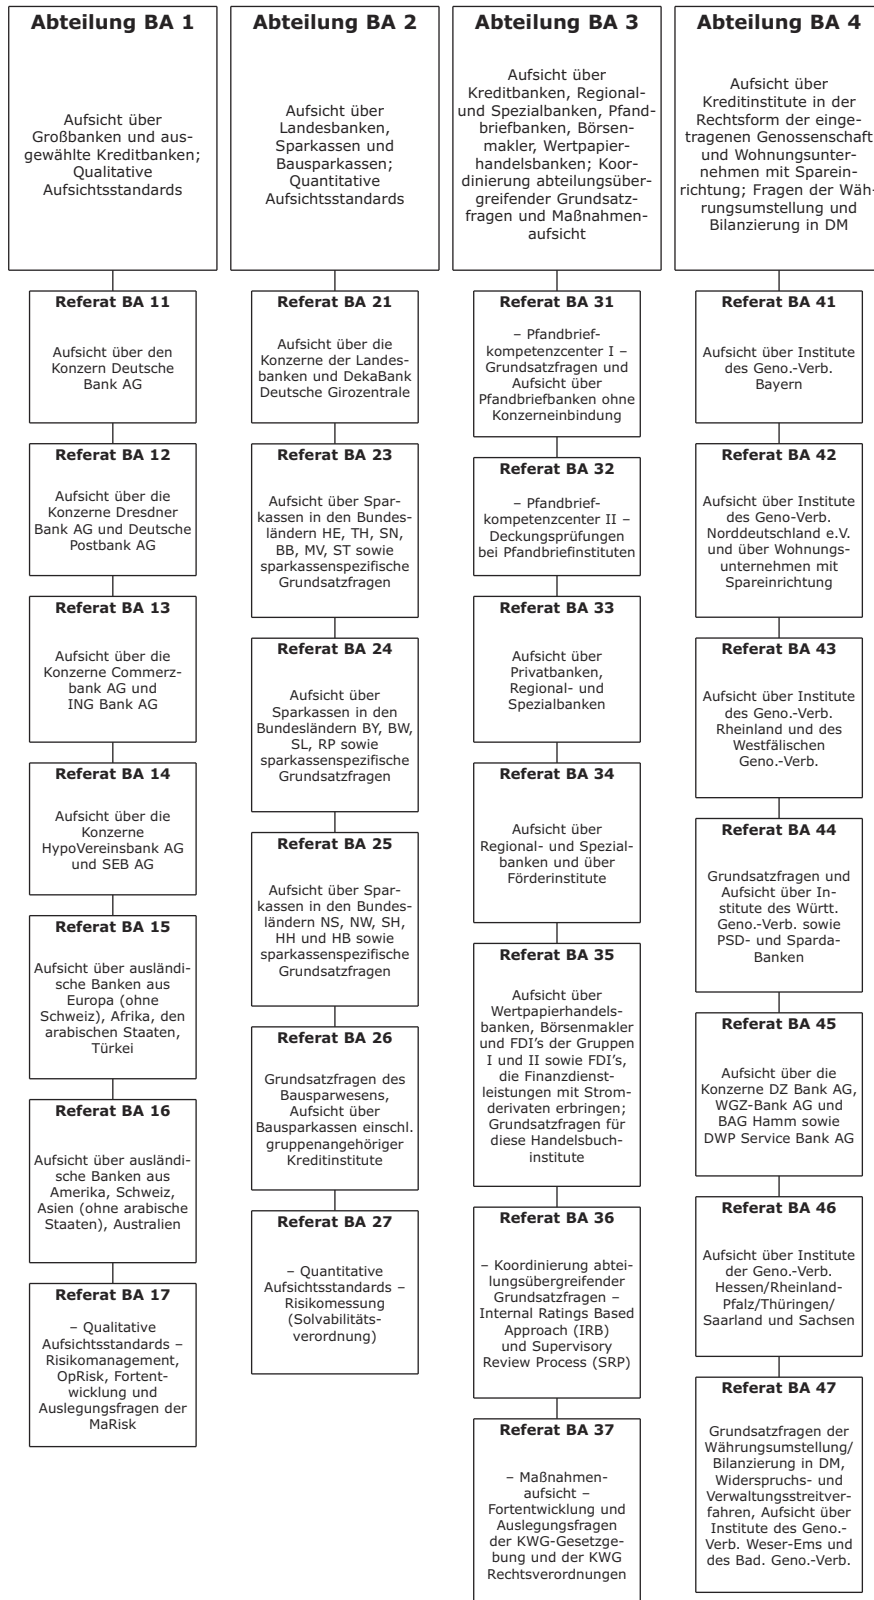 Abteilung BA 1
Aufsicht über
Großbanken und aus-
gewählte Kreditbanken;
Qualitative
Aufsichtsstandards
Referat BA 11
Aufsicht über den
Konzern Deutsche
Bank AG
Referat BA 12
Aufsicht über die
Konzerne Dresdner
Bank AG und Deutsche
Postbank AG
Referat BA 13
Aufsicht über die
Konzerne Commerz-
bank AG und
ING Bank AG
Referat BA 14
Aufsicht über die
Konzerne
HypoVereinsbank AG
und SEB AG
Referat BA 15
Aufsicht über ausländi-
sche Banken aus
Europa (ohne
Schweiz), Afrika, den
arabischen Staaten,
Türkei
Referat BA 16
Aufsicht über ausländi-
sche Banken aus
Amerika, Schweiz,
Asien (ohne arabische
Staaten), Australien
Referat BA 17
– Qualitative
Aufsichtsstandards –
Risikomanagement,
OpRisk, Fortent-
wicklung und
Auslegungsfragen der
MaRisk
Abteilung BA 2
Aufsicht über
Landesbanken,
Sparkassen und
Bausparkassen;
Quantitative
Aufsichtsstandards
Referat BA 21
Aufsicht über die
Konzerne der Landes-
banken und DekaBank
Deutsche Girozentrale
Referat BA 23
Aufsicht über Spar-
kassen in den Bundes-
ländern HE, TH, SN,
BB, MV, ST sowie
sparkassenspezifische
Grundsatzfragen
Referat BA 24
Aufsicht über
Sparkassen in den
Bundesländern BY, BW,
SL, RP sowie
sparkassenspezifische
Grundsatzfragen
Referat BA 25
Aufsicht über Spar-
kassen in den Bundes-
ländern NS, NW, SH,
HH und HB sowie
sparkassenspezifische
Grundsatzfragen
Referat BA 26
Grundsatzfragen des
Bausparwesens,
Aufsicht über
Bausparkassen einschl.
gruppenangehöriger
Kreditinstitute
Referat BA 27
– Quantitative
Aufsichtsstandards –
Risikomessung
(Solvabilitäts-
verordnung)
Abteilung BA 3
Aufsicht über
Kreditbanken, Regional-
und Spezialbanken, Pfand-
briefbanken, Börsen-
makler, Wertpapier-
handelsbanken; Koor-
dinierung abteilungsüber-
greifender Grundsatz-
fragen und Maßnahmen-
aufsicht
Referat BA 31
– Pfandbrief-
kompetenzcenter I –
Grundsatzfragen und
Aufsicht über
Pfandbriefbanken ohne
Konzerneinbindung
Referat BA 32
– Pfandbrief-
kompetenzcenter II –
Deckungsprüfungen
bei Pfandbriefinstituten
Referat BA 33
Aufsicht über
Privatbanken,
Regional- und
Spezialbanken
Referat BA 34
Aufsicht über
Regional- und Spezial-
banken und über
Förderinstitute
Referat BA 35
Aufsicht über
Wertpapierhandels-
banken, Börsenmakler
und FDI's der Gruppen
I und II sowie FDI's,
die Finanzdienst-
leistungen mit Strom-
derivaten erbringen;
Grundsatzfragen für
diese Handelsbuch-
institute
Referat BA 36
– Koordinierung abtei-
lungsübergreifender
Grundsatzfragen –
Internal Ratings Based
Approach (IRB)
und Supervisory
Review Process (SRP)
Referat BA 37
– Maßnahmen-
aufsicht –
Fortentwicklung und
Auslegungsfragen
der KWG-Gesetzge-
bung und der KWG
Rechtsverordnungen
Abteilung BA 4
Aufsicht über
Kreditinstitute in der
Rechtsform der einge-
tragenen Genossenschaft
und Wohnungsunter-
nehmen mit Sparein-
richtung; Fragen der Wäh-
rungsumstellung und
Bilanzierung in DM
Referat BA 41
Aufsicht über Institute
des Geno.-Verb.
Bayern
Referat BA 42
Aufsicht über Institute
des Geno-Verb.
Norddeutschland e.V.
und über Wohnungs-
unternehmen mit
Spareinrichtung
Referat BA 43
Aufsicht über Institute
des Geno.-Verb.
Rheinland und des
Westfälischen
Geno.-Verb.
Referat BA 44
Grundsatzfragen und
Aufsicht über In-
stitute des Württ.
Geno.-Verb. sowie
PSD- und Sparda-
Banken
Referat BA 45
Aufsicht über die
Konzerne DZ Bank AG,
WGZ-Bank AG und
BAG Hamm sowie
DWP Service Bank AG
Referat BA 46
Aufsicht über Institute
der Geno.-Verb.
Hessen/Rheinland-
Pfalz/Thüringen/
Saarland und Sachsen
Referat BA 47
Grundsatzfragen der
Währungsumstellung/
Bilanzierung in DM,
Widerspruchs- und
Verwaltungsstreitver-
fahren, Aufsicht über
Institute des Geno.-
Verb. Weser-Ems und
des Bad. Geno.-Verb.